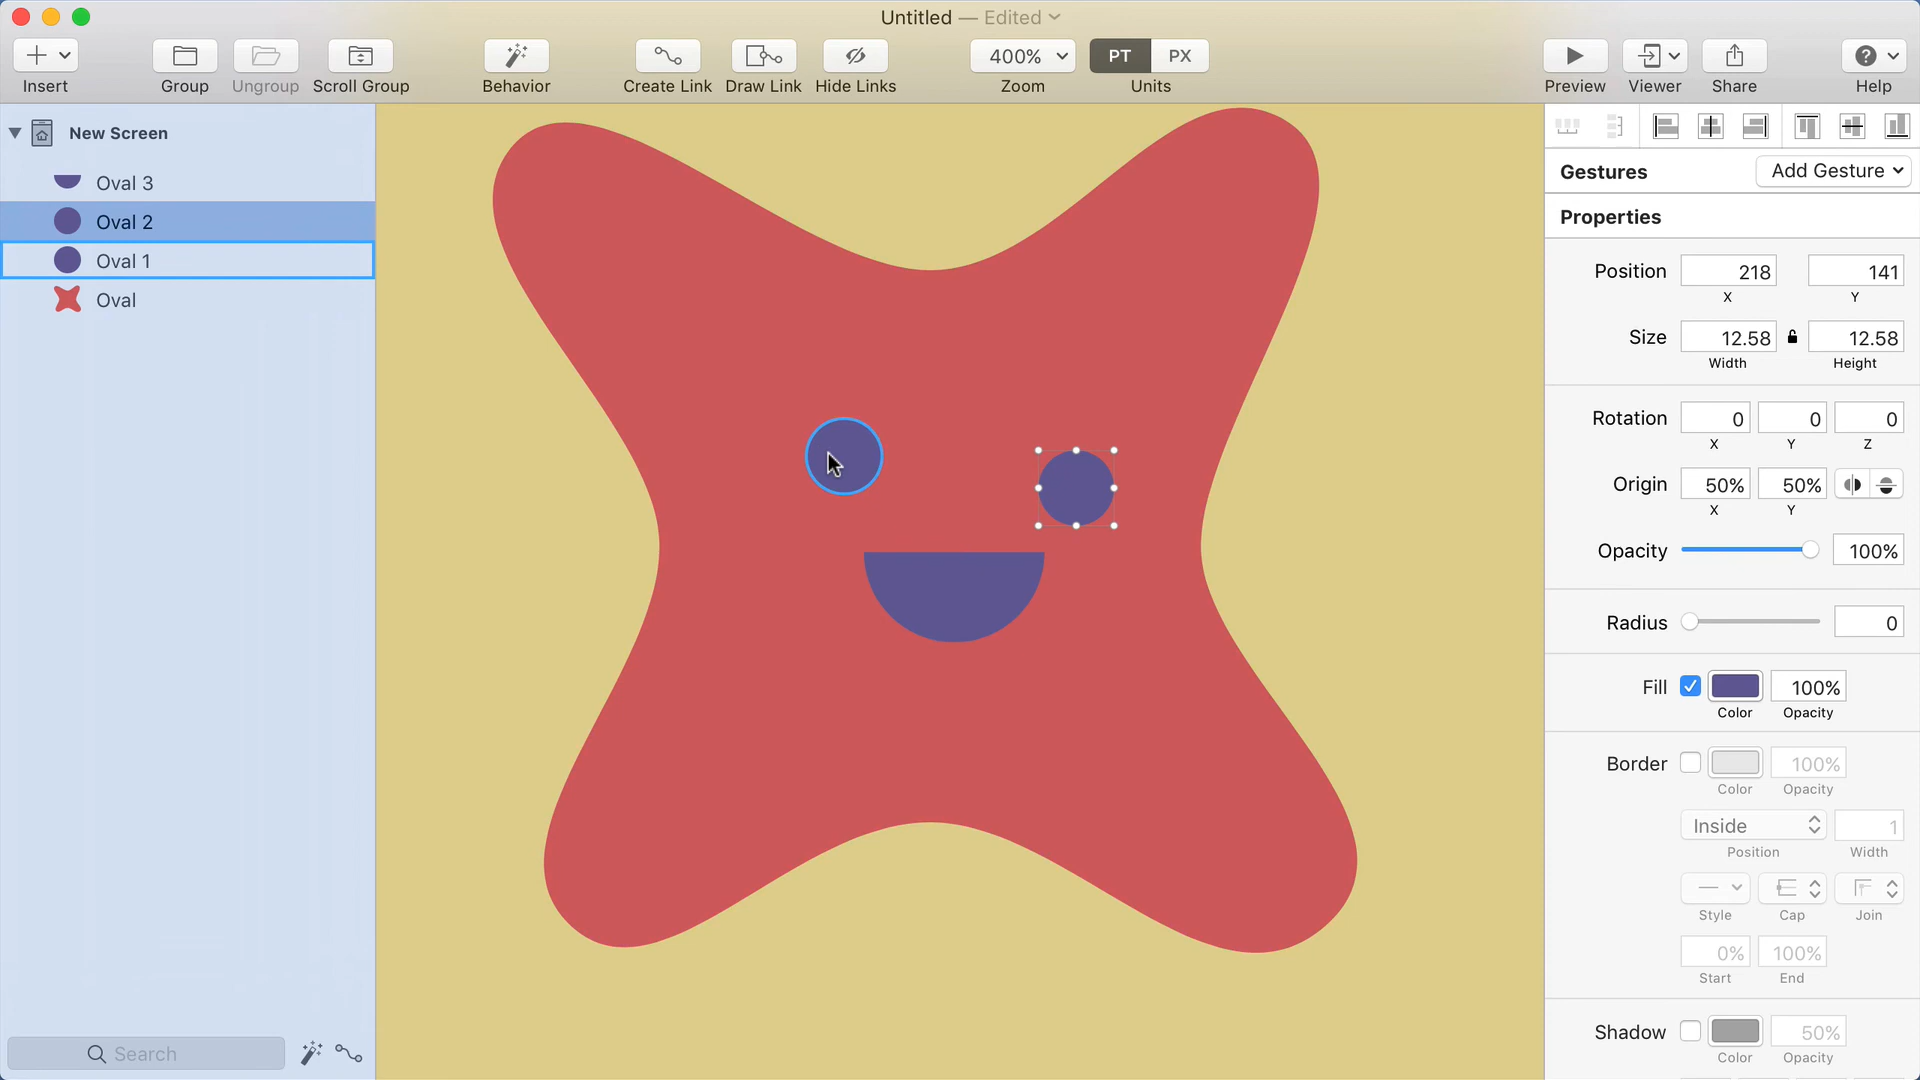 Untitled — Edited
Insert
Group
Ungroup
Scroll Group
Behavior
Create Link
Draw Link
Hide Links
400%
Zoom
PT PX
Units
Preview
Viewer
Share
Help
New Screen
Oval 3
Oval 2
Oval 1
Oval
Search
Gestures Add Gesture
Properties
Position 218 141
X Y
Size 12.58 12.58
Width Height
Rotation 0 0 0
X Y Z
Origin 50% 50%
X Y
Opacity 100%
Radius 0
Fill 100%
Color Opacity
Border 100%
Color Opacity
Inside 1
Position Width
Style Cap Join
0% 100%
Start End
Shadow 50%
Color Opacity